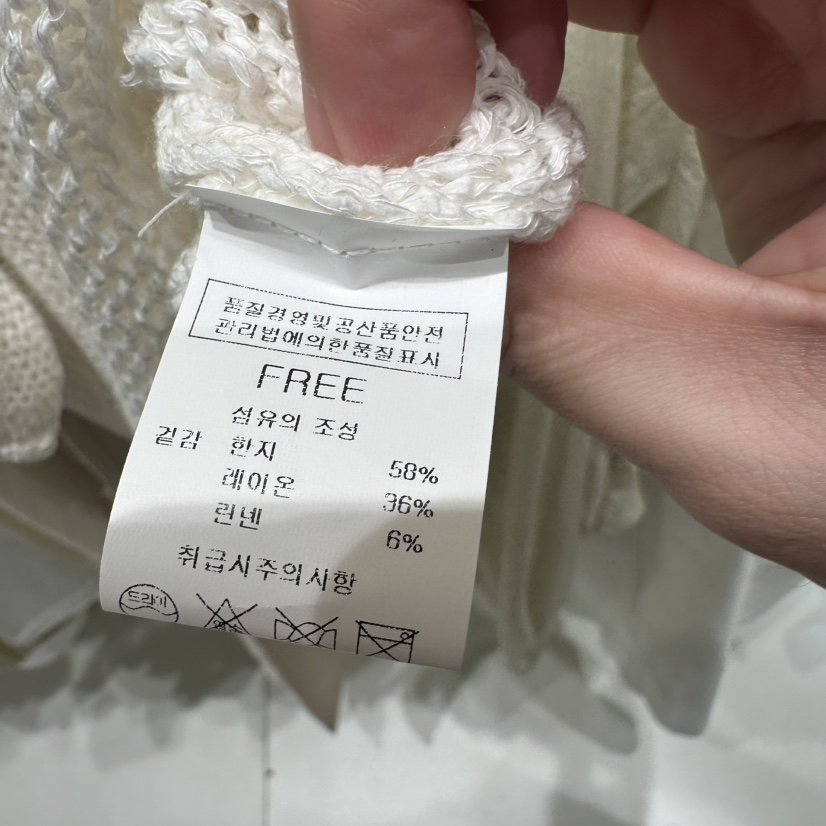 품질경영및공산품안전
관리법에의한품질표시
FREE
섬유의 조성
겉감 한지 58%
레이온 36%
린넨 6%
취급시주의사항
드라이